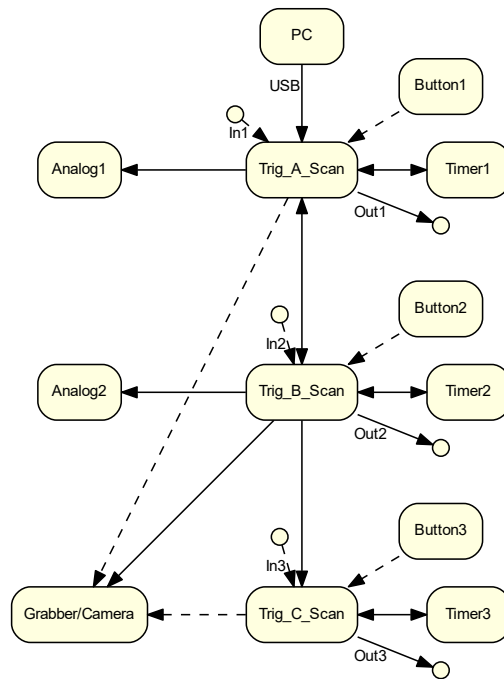 PC
USB
Button1
In1
Analog1
Trig_A_Scan
Timer1
Out1
Button2
In2
Analog2
Trig_B_Scan
Timer2
Out2
Button3
In3
Grabber/Camera
Trig_C_Scan
Timer3
Out3